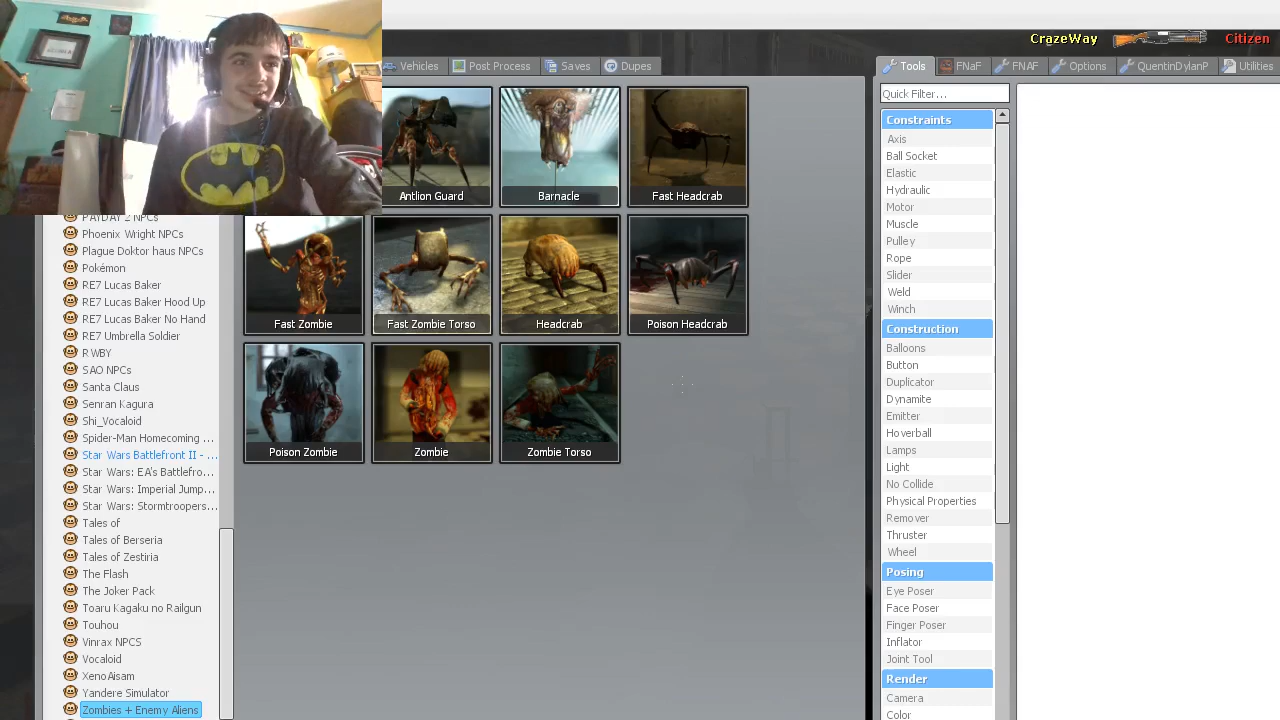 CrazeWay Citizen
Vehicles Post Process Saves Dupes
Tools FNaF FNAF Options QuentinDylanP Utilities
Quick Filter...
Antlion Guard Barnacle Fast Headcrab
Fast Zombie Fast Zombie Torso Headcrab Poison Headcrab
Poison Zombie Zombie Zombie Torso
PAYDAY 2 NPCs
Phoenix Wright NPCs
Plague Doktor haus NPCs
Pokémon
RE7 Lucas Baker
RE7 Lucas Baker Hood Up
RE7 Lucas Baker No Hand
RE7 Umbrella Soldier
RWBY
SAO NPCs
Santa Claus
Senran Kagura
Shi_Vocaloid
Spider-Man Homecoming ...
Star Wars Battlefront II - ...
Star Wars: EA's Battlefro...
Star Wars: Imperial Jump...
Star Wars: Stormtroopers...
Tales of
Tales of Berseria
Tales of Zestiria
The Flash
The Joker Pack
Toaru Kagaku no Railgun
Touhou
Vinrax NPCS
Vocaloid
XenoAisam
Yandere Simulator
Zombies + Enemy Aliens
Constraints
Axis
Ball Socket
Elastic
Hydraulic
Motor
Muscle
Pulley
Rope
Slider
Weld
Winch
Construction
Balloons
Button
Duplicator
Dynamite
Emitter
Hoverball
Lamps
Light
No Collide
Physical Properties
Remover
Thruster
Wheel
Posing
Eye Poser
Face Poser
Finger Poser
Inflator
Joint Tool
Render
Camera
Color